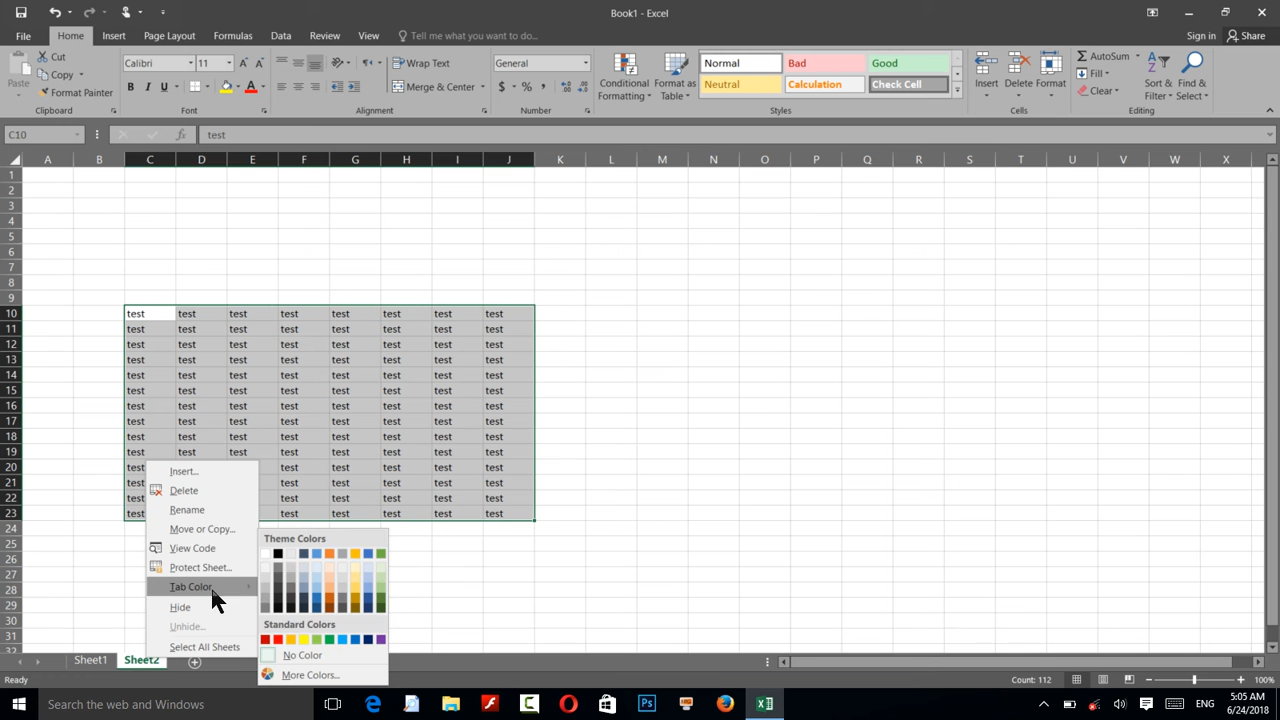 Book1 - Excel
File Home Insert Page Layout Formulas Data Review View Tell me what you want to do... Sign in Share
Paste Cut Calibri 11 Wrap Text General Conditional Formatting Format as Table Normal Bad Good Insert Delete Format AutoSum Sort & Filter Find & Select
Copy Neutral Calculation Check Cell Fill
Format Painter B I U A Merge & Center $ % , Clear
Clipboard Font Alignment Number Styles Cells Editing
C10 fx test
A B C D E F G H I J K L M N O P Q R S T U V W X
1
2
3
4
5
6
7
8
9
10 test test test test test test test test
11 test test test test test test test test
12 test test test test test test test test
13 test test test test test test test test
14 test test test test test test test test
15 test test test test test test test test
16 test test test test test test test test
17 test test test test test test test test
18 test test test test test test test test
19 test test test test test test test test
20 test test test test test test
21 test test test test test test
22 test test test test test test
23 test test test test test test
24
25
26
27
28
29
30
31
32
Insert...
Delete
Rename
Move or Copy...
View Code
Protect Sheet...
Tab Color
Hide
Unhide...
Select All Sheets
Theme Colors
Standard Colors
No Color
More Colors...
Sheet1 Sheet2
Ready Count: 112 100%
Search the web and Windows ENG 5:05 AM
6/24/2018